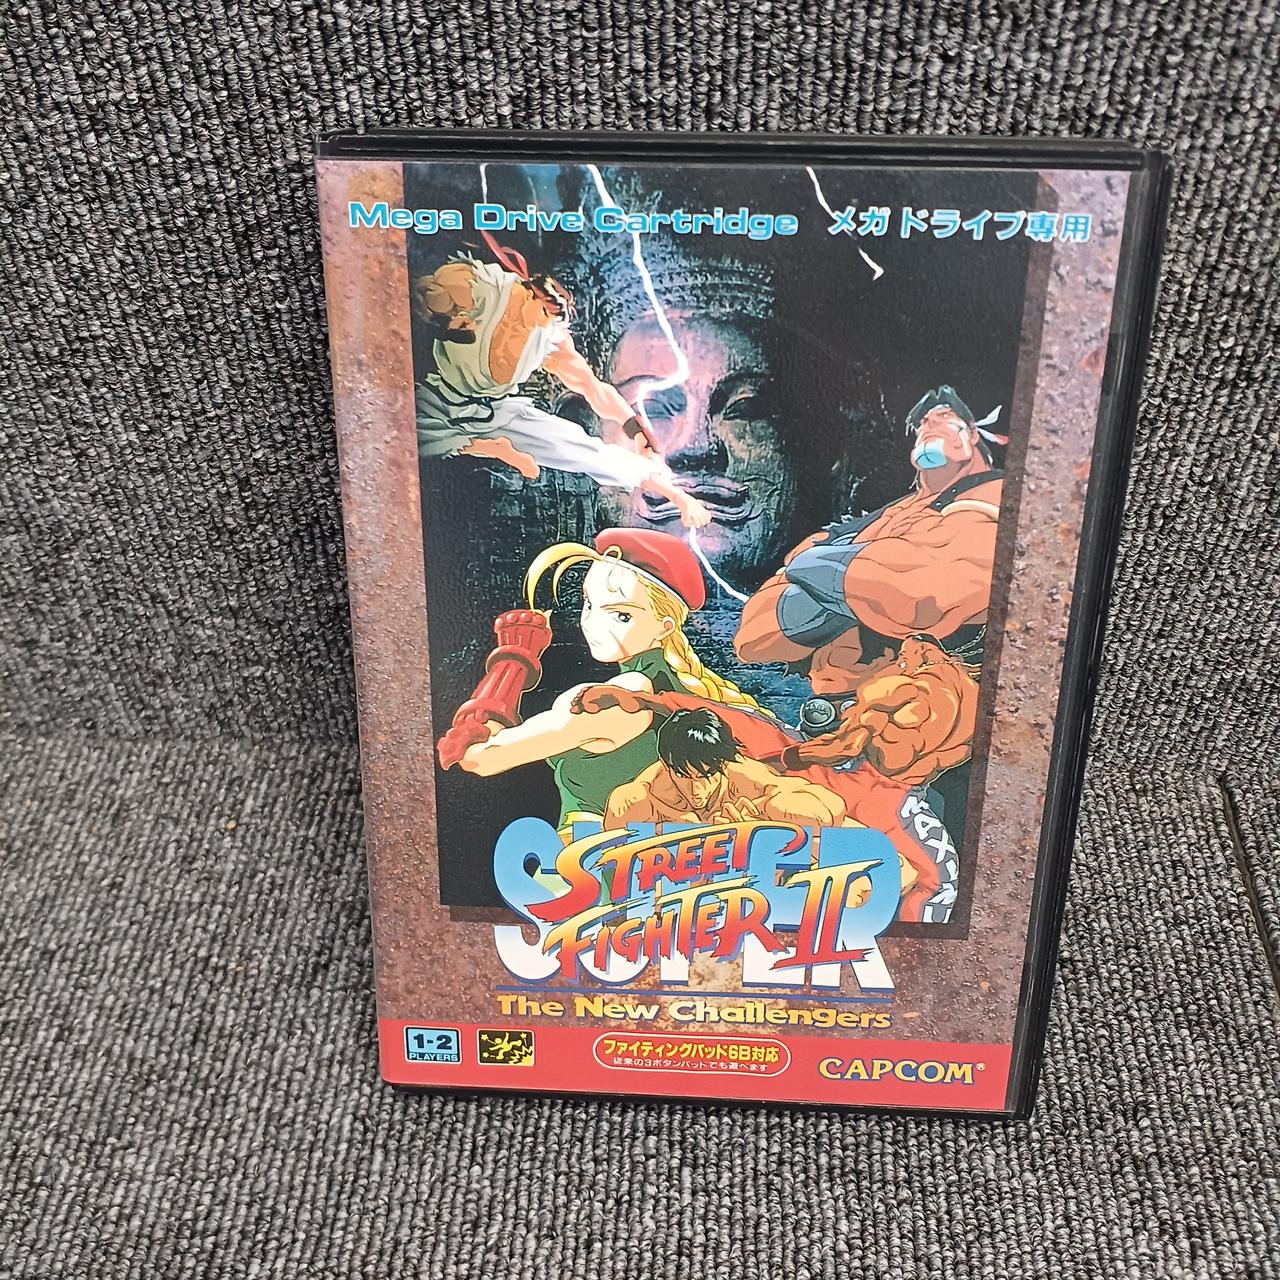 Mega Drive Cartridge メガドライブ専用
SUPER
STREET
FIGHTER II
The New Challengers
1-2
PLAYERS
ファイティングパッド6B対応
従来の3ボタンパットでも遊べます
CAPCOM®